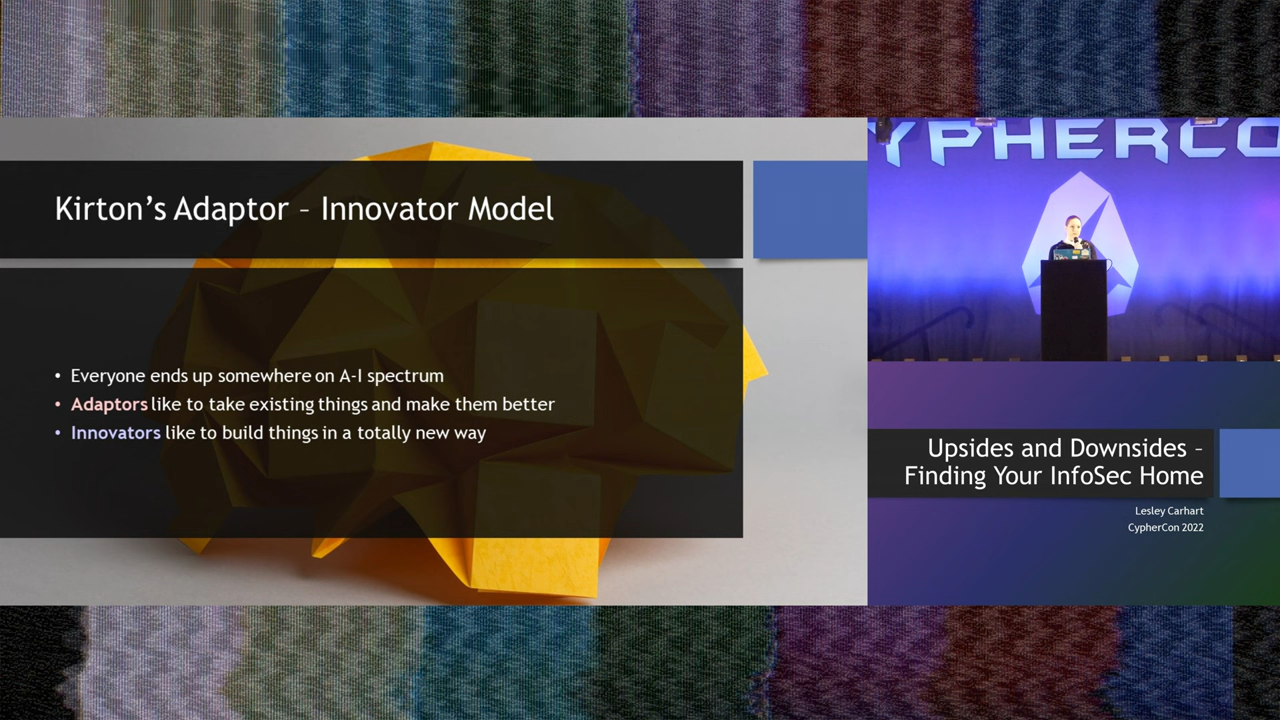 Kirton’s Adaptor – Innovator Model
• Everyone ends up somewhere on A-I spectrum
• Adaptors like to take existing things and make them better
• Innovators like to build things in a totally new way
YPHERCO
Upsides and Downsides –
Finding Your InfoSec Home
Lesley Carhart
CypherCon 2022